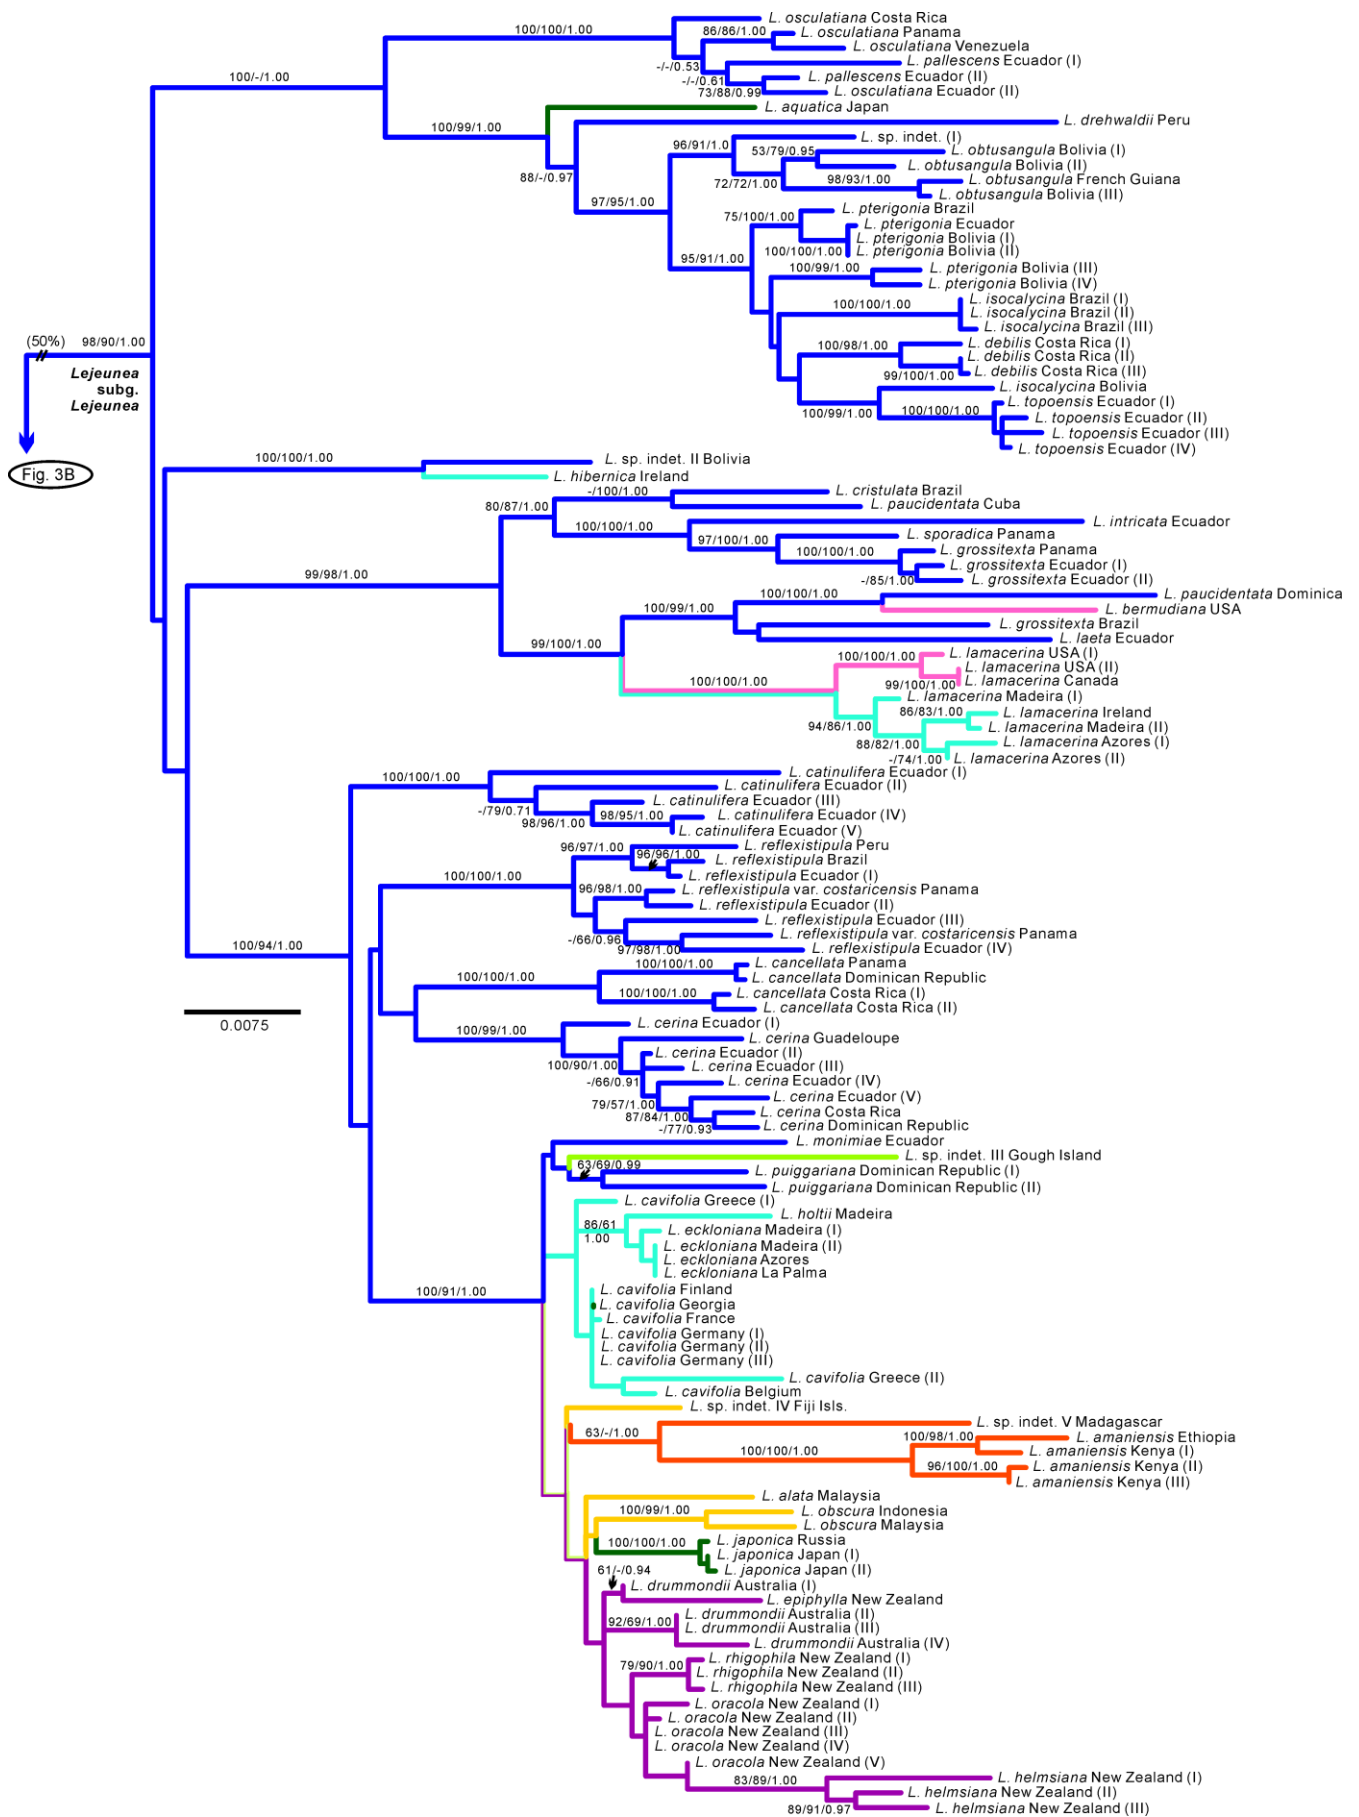 L. osculatiana Costa Rica
100/100/1.00
86/86/1.00
L. osculatiana Panama
L. osculatiana Venezuela
L. pallescens Ecuador (I)
-/-/0.53
L. pallescens Ecuador (II)
-/-/0.61
100/-/1.00
73/88/0.99
L. osculatiana Ecuador (II)
L. aquatica Japan
L. drehwaldii Peru
100/99/1.00
L. sp. indet. (I)
96/91/1.0
53/79/0.95
L. obtusangula Bolivia (I)
L. obtusangula Bolivia (II)
88/-/0.97
72/72/1.00
98/93/1.00
L. obtusangula French Guiana
L. obtusangula Bolivia (III)
97/95/1.00
75/100/1.00
L. pterigonia Brazil
L. pterigonia Ecuador
L. pterigonia Bolivia (I)
100/100/1.00
L. pterigonia Bolivia (II)
95/91/1.00
100/99/1.00
L. pterigonia Bolivia (III)
L. pterigonia Bolivia (IV)
100/100/1.00
L. isocalycina Brazil (I)
L. isocalycina Brazil (II)
L. isocalycina Brazil (III)
(50%)
98/90/1.00
100/98/1.00
L. debilis Costa Rica (I)
L. debilis Costa Rica (II)
99/100/1.00
L. debilis Costa Rica (III)
Lejeunea
subg.
Lejeunea
L. isocalycina Bolivia
100/99/1.00
100/100/1.00
L. topoensis Ecuador (I)
L. topoensis Ecuador (II)
L. topoensis Ecuador (III)
L. topoensis Ecuador (IV)
Fig. 3B
100/100/1.00
L. sp. indet. II Bolivia
L. hibernica Ireland
-/100/1.00
L. cristulata Brazil
80/87/1.00
L. paucidentata Cuba
100/100/1.00
L. intricata Ecuador
97/100/1.00
L. sporadica Panama
100/100/1.00
L. grossitexta Panama
L. grossitexta Ecuador (I)
99/98/1.00
-/85/1.00
L. grossitexta Ecuador (II)
100/100/1.00
L. paucidentata Dominica
100/99/1.00
L. bermudiana USA
L. grossitexta Brazil
99/100/1.00
L. laeta Ecuador
100/100/1.00
L. lamacerina USA (I)
L. lamacerina USA (II)
100/100/1.00
99/100/1.00
L. lamacerina Canada
L. lamacerina Madeira (I)
94/86/1.00
86/83/1.00
L. lamacerina Ireland
L. lamacerina Madeira (II)
88/82/1.00
L. lamacerina Azores (I)
-/74/1.00
L. lamacerina Azores (II)
100/100/1.00
L. catinulifera Ecuador (I)
L. catinulifera Ecuador (II)
-/79/0.71
L. catinulifera Ecuador (III)
98/96/1.00
98/95/1.00
L. catinulifera Ecuador (IV)
L. catinulifera Ecuador (V)
96/97/1.00
L. reflexistipula Peru
96/96/1.00
L. reflexistipula Brazil
L. reflexistipula Ecuador (I)
100/100/1.00
96/98/1.00
L. reflexistipula var. costaricensis Panama
L. reflexistipula Ecuador (II)
L. reflexistipula Ecuador (III)
-/66/0.96
L. reflexistipula var. costaricensis Panama
97/98/1.00
L. reflexistipula Ecuador (IV)
100/94/1.00
100/100/1.00
L. cancellata Panama
L. cancellata Dominican Republic
100/100/1.00
100/100/1.00
L. cancellata Costa Rica (I)
L. cancellata Costa Rica (II)
0.0075
100/99/1.00
L. cerina Ecuador (I)
L. cerina Guadeloupe
L. cerina Ecuador (II)
100/90/1.00
L. cerina Ecuador (III)
-/66/0.91
L. cerina Ecuador (IV)
79/57/1.00
L. cerina Ecuador (V)
87/84/1.00
L. cerina Costa Rica
-/77/0.93
L. cerina Dominican Republic
L. monimiae Ecuador
L. sp. indet. III Gough Island
63/69/0.99
L. puiggariana Dominican Republic (I)
L. puiggariana Dominican Republic (II)
L. cavifolia Greece (I)
L. holtii Madeira
86/61
1.00
L. eckloniana Madeira (I)
L. eckloniana Madeira (II)
L. eckloniana Azores
L. eckloniana La Palma
100/91/1.00
L. cavifolia Finland
L. cavifolia Georgia
L. cavifolia France
L. cavifolia Germany (I)
L. cavifolia Germany (II)
L. cavifolia Germany (III)
L. cavifolia Greece (II)
L. cavifolia Belgium
L. sp. indet. IV Fiji Isls.
63/-/1.00
L. sp. indet. V Madagascar
100/98/1.00
L. amaniensis Ethiopia
100/100/1.00
L. amaniensis Kenya (I)
96/100/1.00
L. amaniensis Kenya (II)
L. amaniensis Kenya (III)
L. alata Malaysia
100/99/1.00
L. obscura Indonesia
L. obscura Malaysia
100/100/1.00
L. japonica Russia
L. japonica Japan (I)
L. japonica Japan (II)
61/-/0.94
L. drummondii Australia (I)
L. epiphylla New Zealand
92/69/1.00
L. drummondii Australia (II)
L. drummondii Australia (III)
L. drummondii Australia (IV)
79/90/1.00
L. rhigophila New Zealand (I)
L. rhigophila New Zealand (II)
L. rhigophila New Zealand (III)
L. oracola New Zealand (I)
L. oracola New Zealand (II)
L. oracola New Zealand (III)
L. oracola New Zealand (IV)
L. oracola New Zealand (V)
83/89/1.00
L. helmsiana New Zealand (I)
L. helmsiana New Zealand (II)
89/91/0.97
L. helmsiana New Zealand (III)